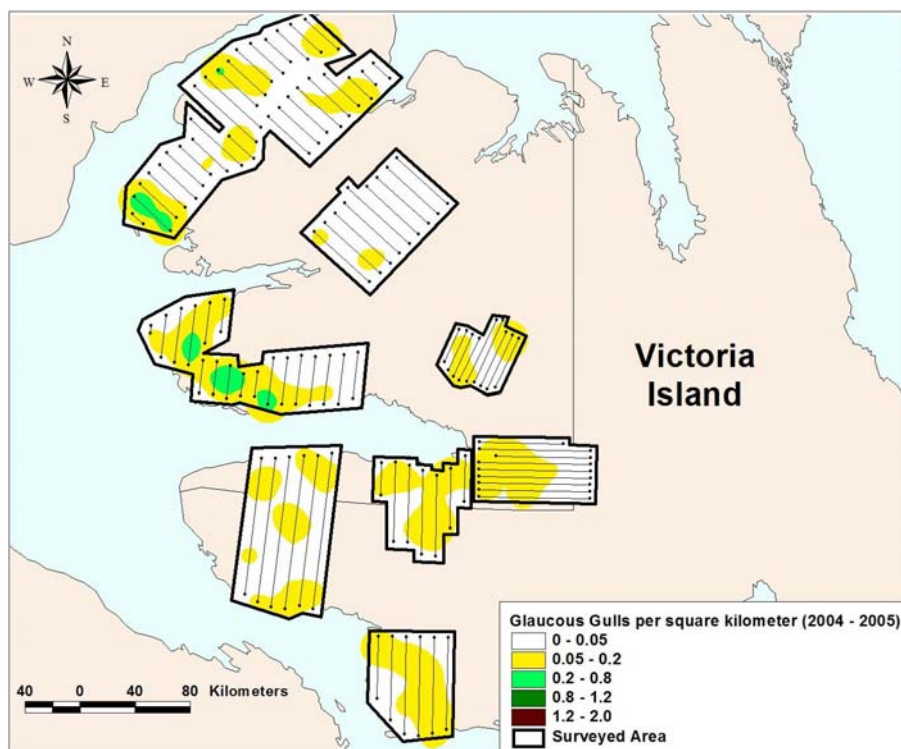 N
W E
S
Victoria
Island
Glaucous Gulls per square kilometer (2004 - 2005)
0 - 0.05
0.05 - 0.2
0.2 - 0.8
0.8 - 1.2
1.2 - 2.0
Surveyed Area
40 0 40 80 Kilometers